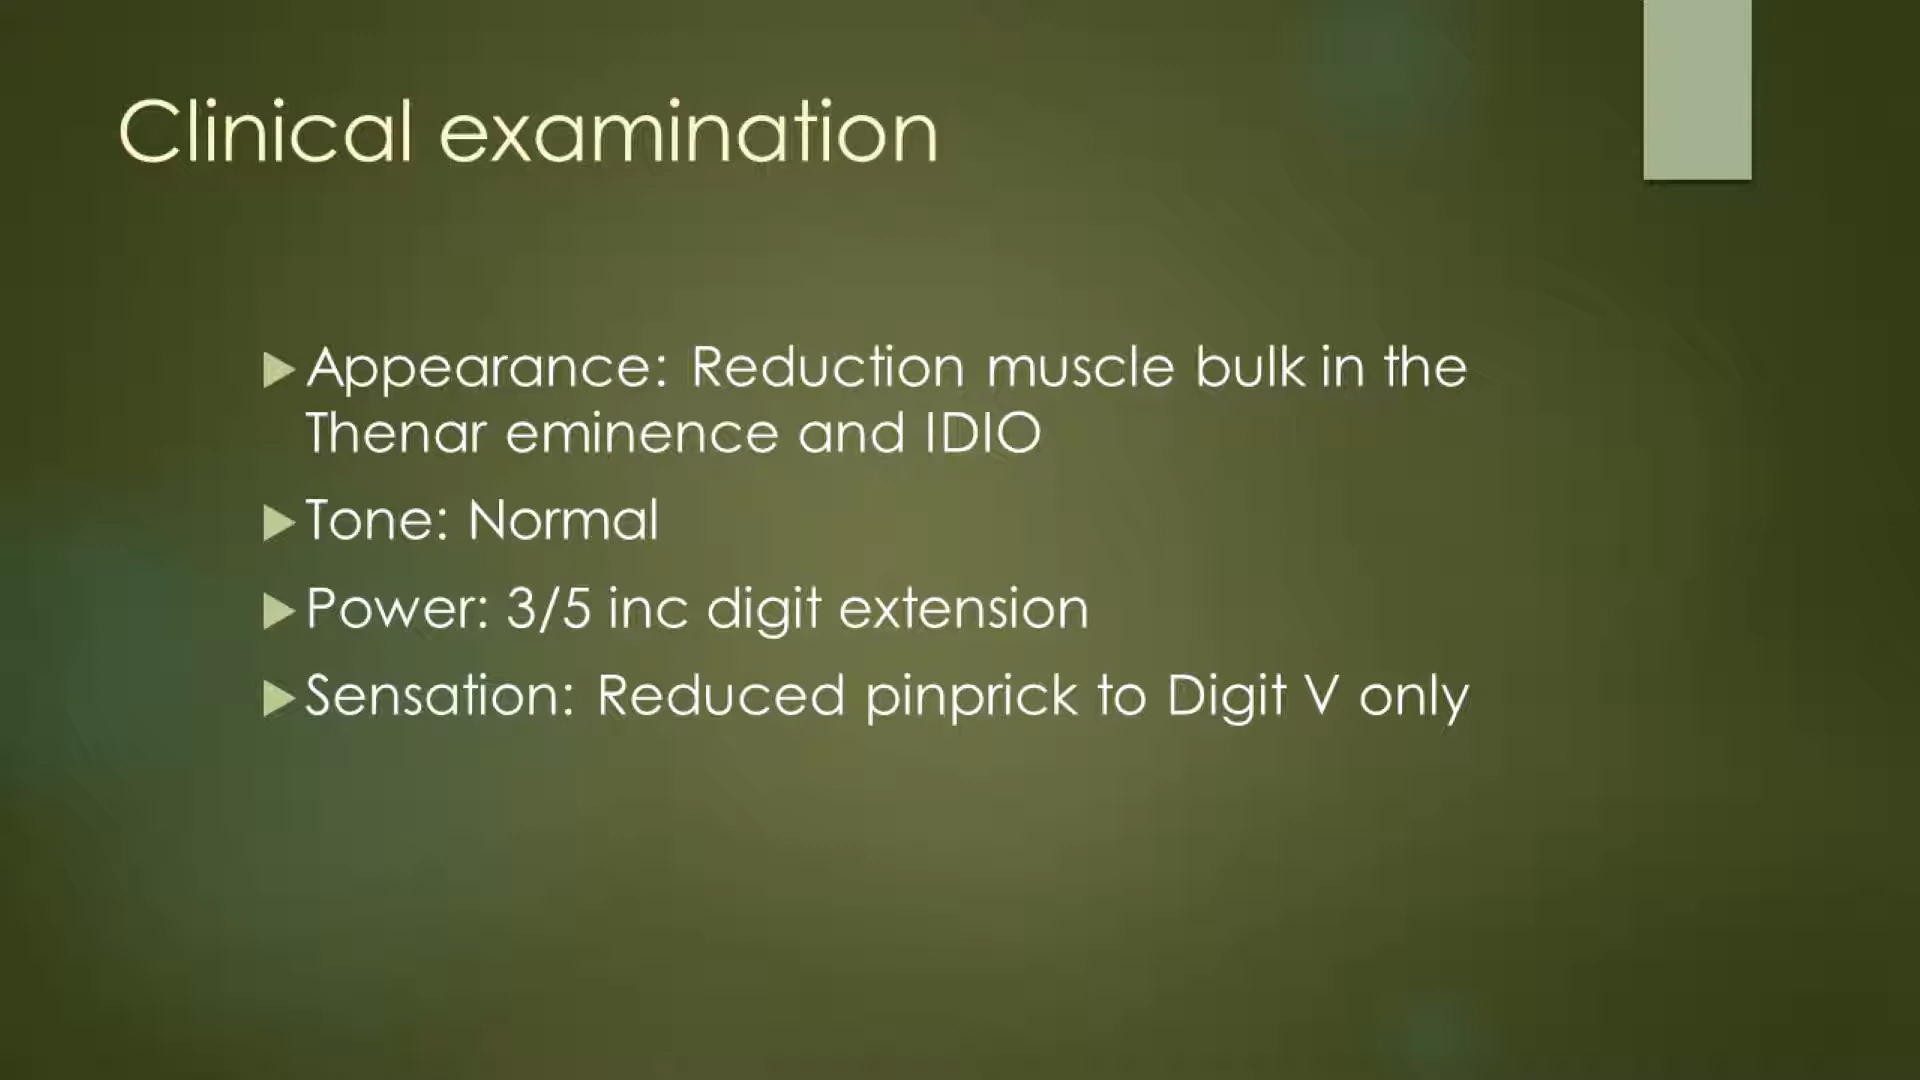 Clinical examination
Appearance: Reduction muscle bulk in the
Thenar eminence and IDIO
Tone: Normal
Power: 3/5 inc digit extension
Sensation: Reduced pinprick to Digit V only